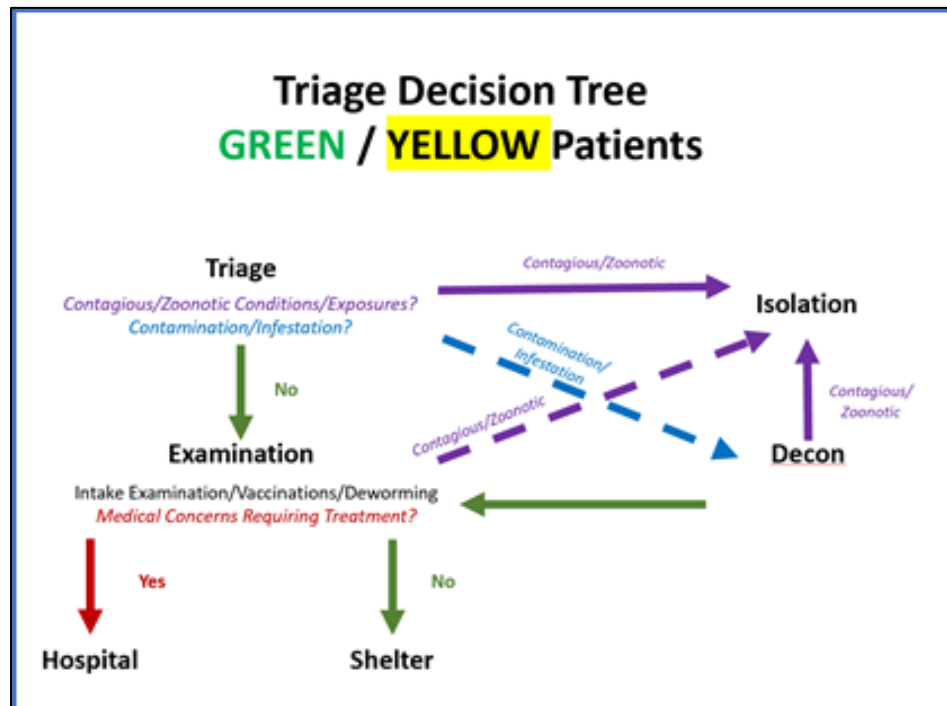 Triage Decision Tree
GREEN / YELLOW Patients
Triage
Contagious/Zoonotic Conditions/Exposures?
Contamination/Infestation?
Contagious/Zoonotic
Isolation
Contamination/
Infestation
No
Contagious/Zoonotic
Contagious/
Zoonotic
Examination
Decon
Intake Examination/Vaccinations/Deworming
Medical Concerns Requiring Treatment?
Yes
No
Hospital
Shelter